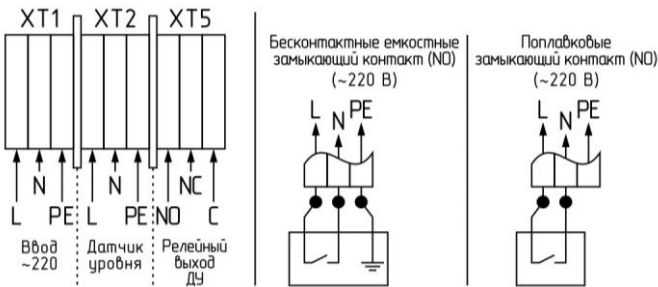 XT1 XT2 XT5
N N NC
L PE L PE NO C
Ввод
~220
Датчик
уровня
Релейный
выход
ДУ
Бесконтактные емкостные
замыкающий контакт (NO)
(~220 В)
L N PE
Поплавковые
замыкающий контакт (NO)
(~220 В)
L N PE